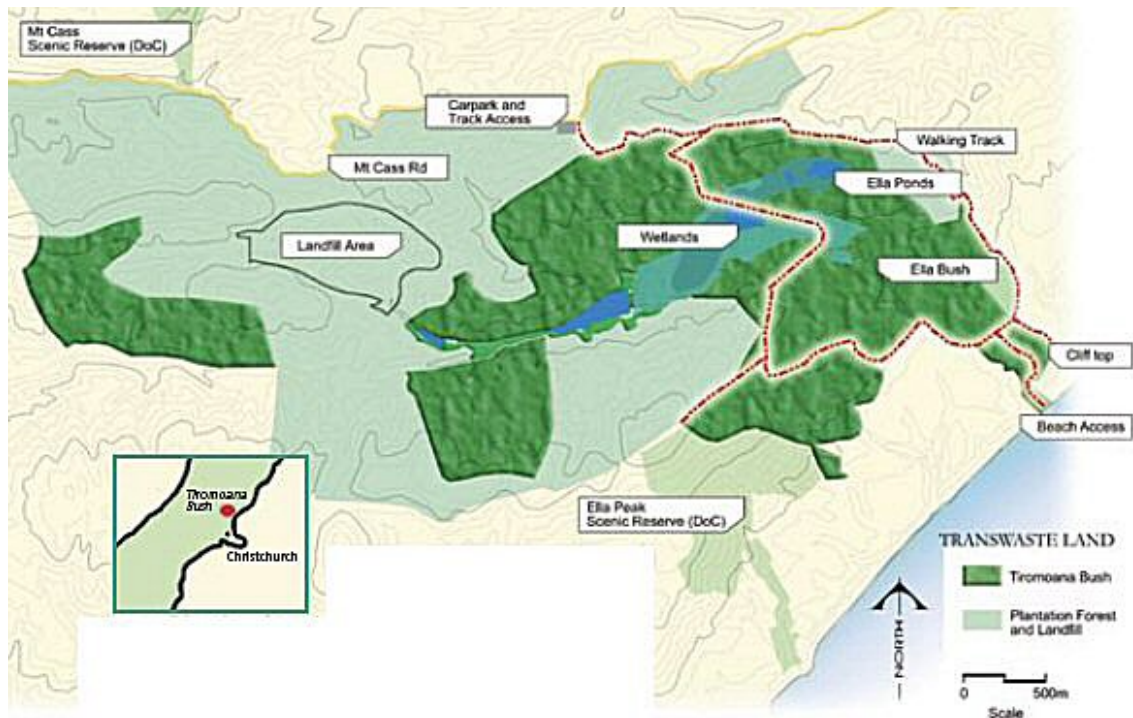 Mt Cass
Scenic Reserve (DoC)
Carpark and
Track Access
Walking Track
Mt Cass Rd
Ella Ponds
Landfill Area
Wetlands
Ella Bush
Cliff top
Beach Access
Tiromoana
Bush
Christchurch
Ella Peak
Scenic Reserve (DoC)
TRANSWASTE LAND
Tiromoana Bush
Plantation Forest
and Landfill
NORTH
0 500m
Scale